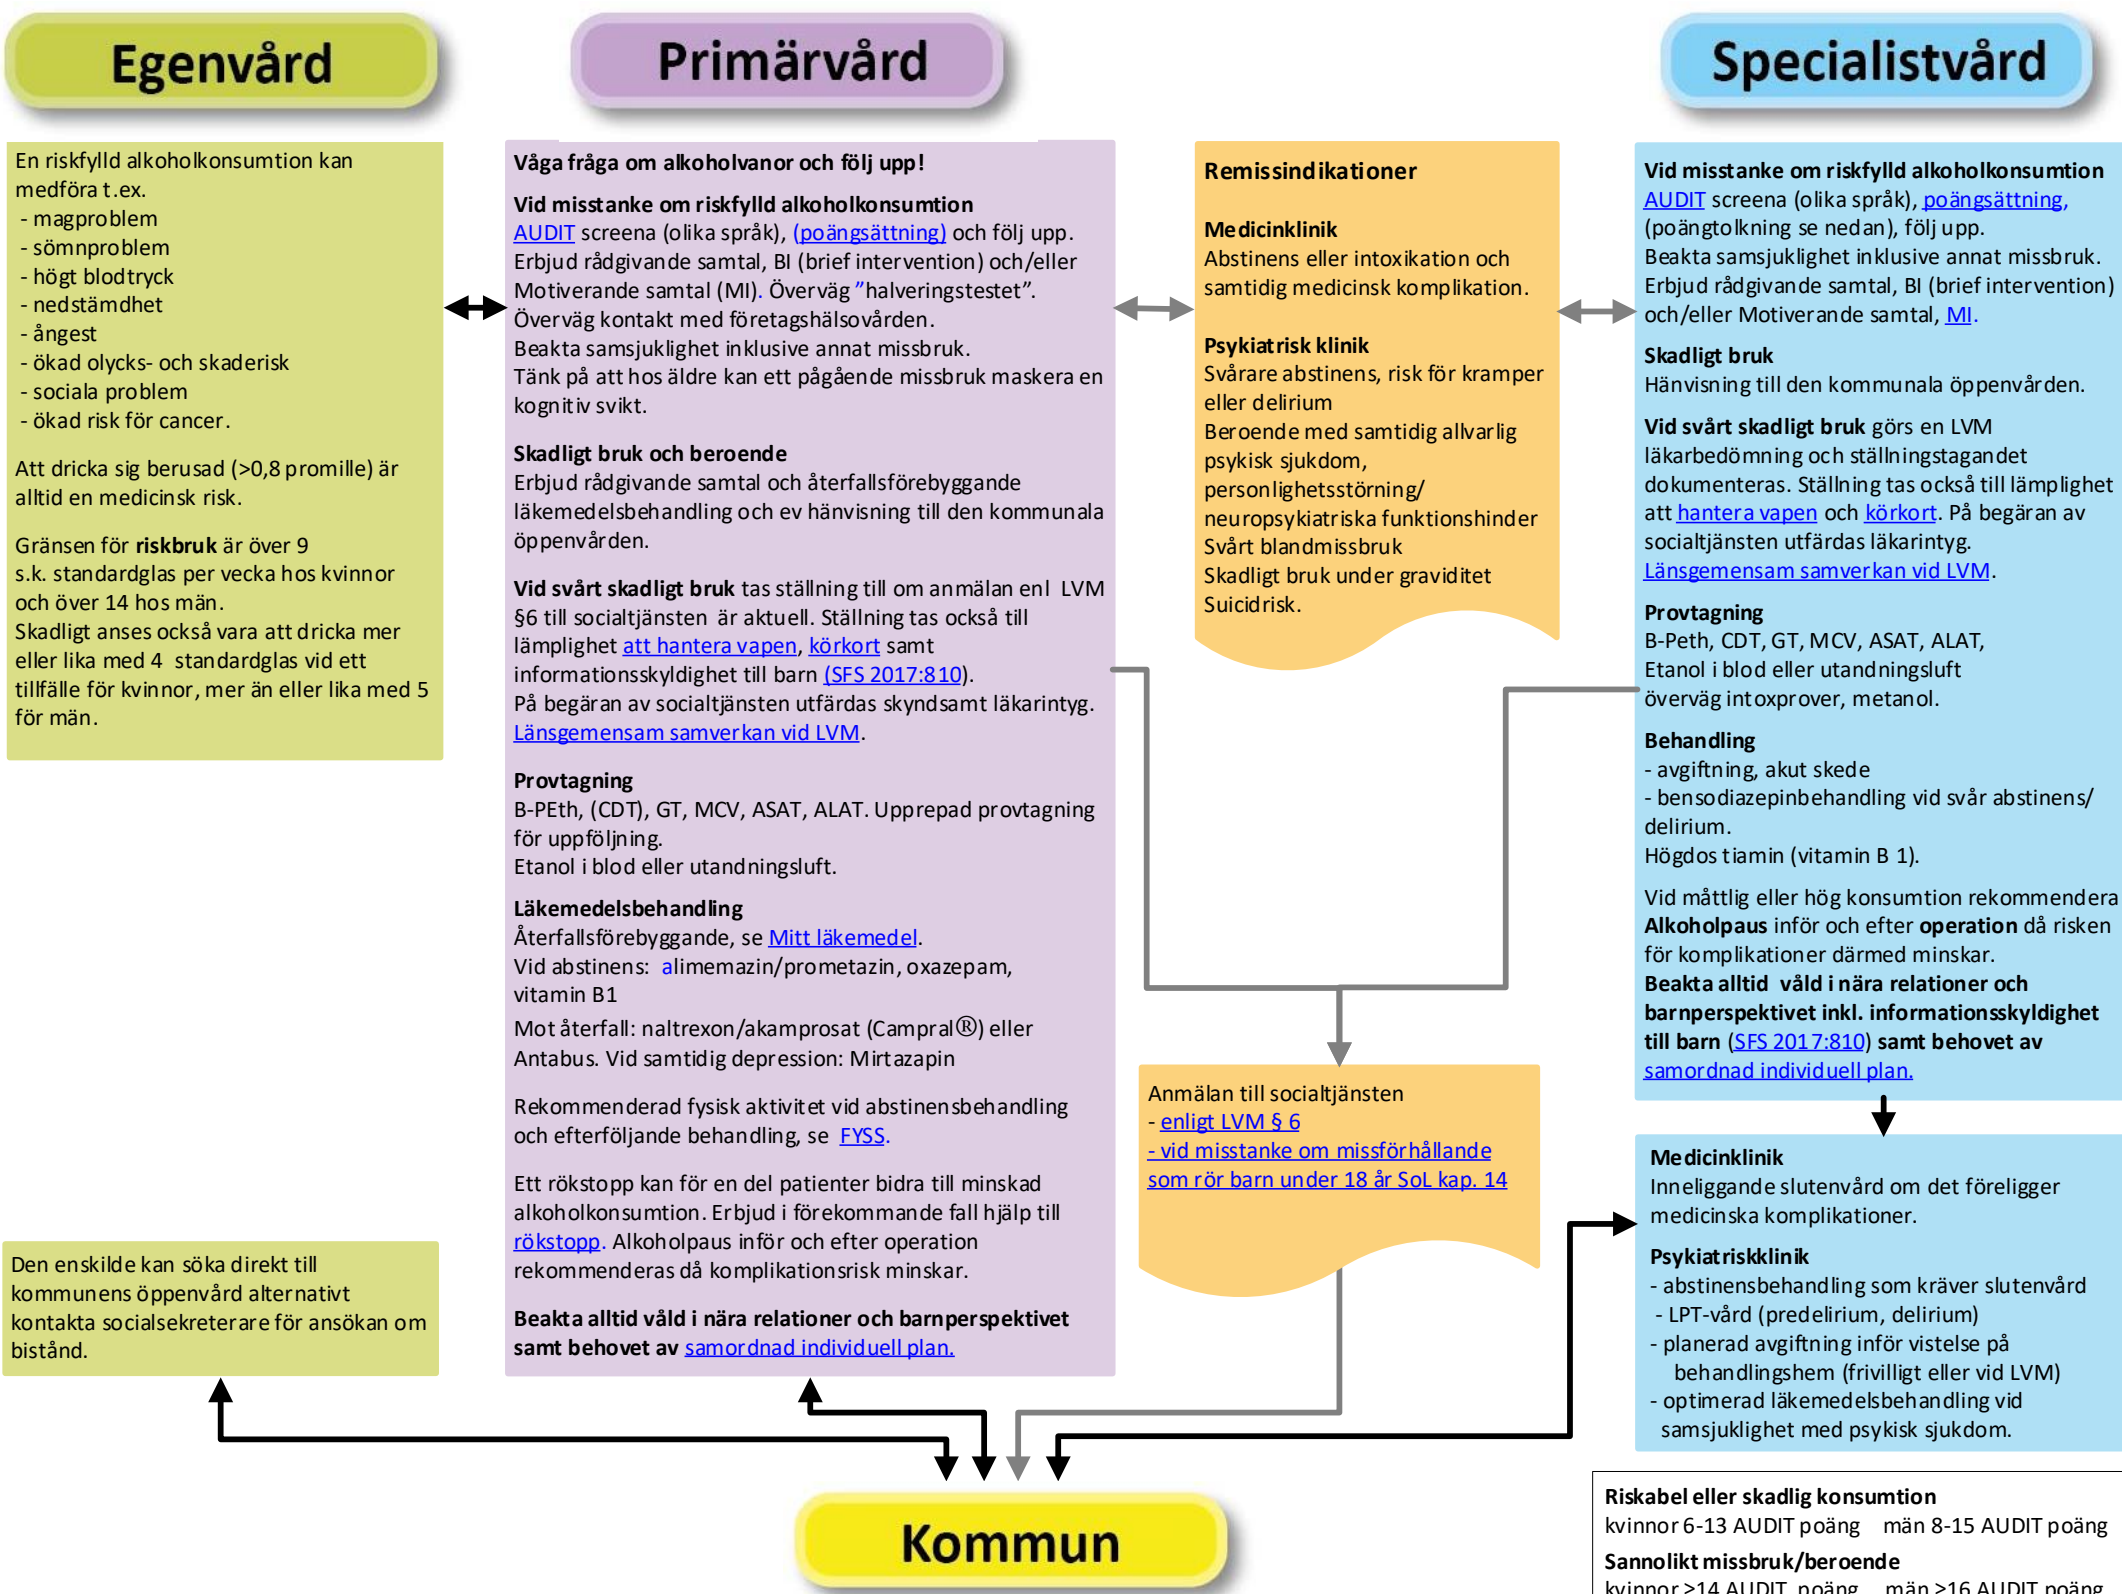 Egenvård
Primärvård
Specialistvård
En riskfylld alkoholkonsumtion kan
medföra t.ex.
- magproblem
- sömnproblem
- högt blodtryck
- nedstämdhet
- ångest
- ökad olycks- och skaderisk
- sociala problem
- ökad risk för cancer.
Att dricka sig berusad (>0,8 promille) är
alltid en medicinsk risk.
Gränsen för riskbruk är över 9
s.k. standardglas per vecka hos kvinnor
och över 14 hos män.
Skadligt anses också vara att dricka mer
eller lika med 4 standardglas vid ett
tillfälle för kvinnor, mer än eller lika med 5
för män.
Den enskilde kan söka direkt till
kommunens öppenvård alternativt
kontakta socialsekreterare för ansökan om
bistånd.
Våga fråga om alkoholvanor och följ upp!
Vid misstanke om riskfylld alkoholkonsumtion
AUDIT screena (olika språk), (poängsättning) och följ upp.
Erbjud rådgivande samtal, BI (brief intervention) och/eller
Motiverande samtal (MI). Överväg ”halveringstestet”.
Överväg kontakt med företagshälsovården.
Beakta samsjuklighet inklusive annat missbruk.
Tänk på att hos äldre kan ett pågående missbruk maskera en
kognitiv svikt.
Skadligt bruk och beroende
Erbjud rådgivande samtal och återfallsförebyggande
läkemedelsbehandling och ev hänvisning till den kommunala
öppenvården.
Vid svårt skadligt bruk tas ställning till om anmälan enl LVM
§6 till socialtjänsten är aktuell. Ställning tas också till
lämplighet att hantera vapen, körkort samt
informationsskyldighet till barn (SFS 2017:810).
På begäran av socialtjänsten utfärdas skyndsamt läkarintyg.
Länsgemensam samverkan vid LVM.
Provtagning
B-PEth, (CDT), GT, MCV, ASAT, ALAT. Upprepad provtagning
för uppföljning.
Etanol i blod eller utandningsluft.
Läkemedelsbehandling
Återfallsförebyggande, se Mitt läkemedel.
Vid abstinens: alimemazin/prometazin, oxazepam,
vitamin B1
Mot återfall: naltrexon/akamprosat (Campral®) eller
Antabus. Vid samtidig depression: Mirtazapin
Rekommenderad fysisk aktivitet vid abstinensbehandling
och efterföljande behandling, se FYSS.
Ett rökstopp kan för en del patienter bidra till minskad
alkoholkonsumtion. Erbjud i förekommande fall hjälp till
rökstopp. Alkoholpaus inför och efter operation
rekommenderas då komplikationsrisk minskar.
Beakta alltid våld i nära relationer och barnperspektivet
samt behovet av samordnad individuell plan.
Remissindikationer
Medicinklinik
Abstinens eller intoxikation och
samtidig medicinsk komplikation.
Psykiatrisk klinik
Svårare abstinens, risk för kramper
eller delirium
Beroende med samtidig allvarlig
psykisk sjukdom,
personlighetsstörning/
neuropsykiatriska funktionshinder
Svårt blandmissbruk
Skadligt bruk under graviditet
Suicidrisk.
Anmälan till socialtjänsten
- enligt LVM § 6
- vid misstanke om missförhållande
som rör barn under 18 år SoL kap. 14
Vid misstanke om riskfylld alkoholkonsumtion
AUDIT screena (olika språk), poängsättning,
(poängtolkning se nedan), följ upp.
Beakta samsjuklighet inklusive annat missbruk.
Erbjud rådgivande samtal, BI (brief intervention)
och/eller Motiverande samtal, MI.
Skadligt bruk
Hänvisning till den kommunala öppenvården.
Vid svårt skadligt bruk görs en LVM
läkarbedömning och ställningstagandet
dokumenteras. Ställning tas också till lämplighet
att hantera vapen och körkort. På begäran av
socialtjänsten utfärdas läkarintyg.
Länsgemensam samverkan vid LVM.
Provtagning
B-Peth, CDT, GT, MCV, ASAT, ALAT,
Etanol i blod eller utandningsluft
överväg intoxprover, metanol.
Behandling
- avgiftning, akut skede
- bensodiazepinbehandling vid svår abstinens/
delirium.
Högdos tiamin (vitamin B 1).
Vid måttlig eller hög konsumtion rekommendera
Alkoholpaus inför och efter operation då risken
för komplikationer därmed minskar.
Beakta alltid våld i nära relationer och
barnperspektivet inkl. informationsskyldighet
till barn (SFS 2017:810) samt behovet av
samordnad individuell plan.
Medicinklinik
Inneliggande slutenvård om det föreligger
medicinska komplikationer.
Psykiatriskklinik
- abstinensbehandling som kräver slutenvård
- LPT-vård (predelirium, delirium)
- planerad avgiftning inför vistelse på
behandlingshem (frivilligt eller vid LVM)
- optimerad läkemedelsbehandling vid
samsjuklighet med psykisk sjukdom.
Kommun
Riskabel eller skadlig konsumtion
kvinnor 6-13 AUDIT poäng män 8-15 AUDIT poäng
Sannolikt missbruk/beroende
kvinnor ≥14 AUDIT poäng män ≥16 AUDIT poäng